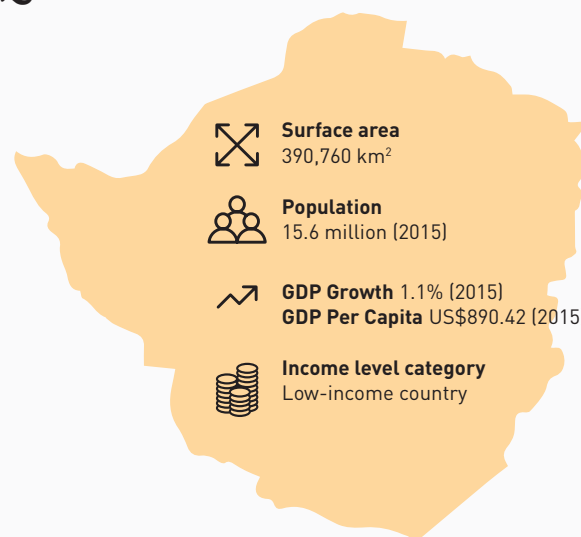 Surface area
390,760 km²
Population
15.6 million (2015)
GDP Growth 1.1% (2015)
GDP Per Capita US$890.42 (2015
Income level category
Low-income country